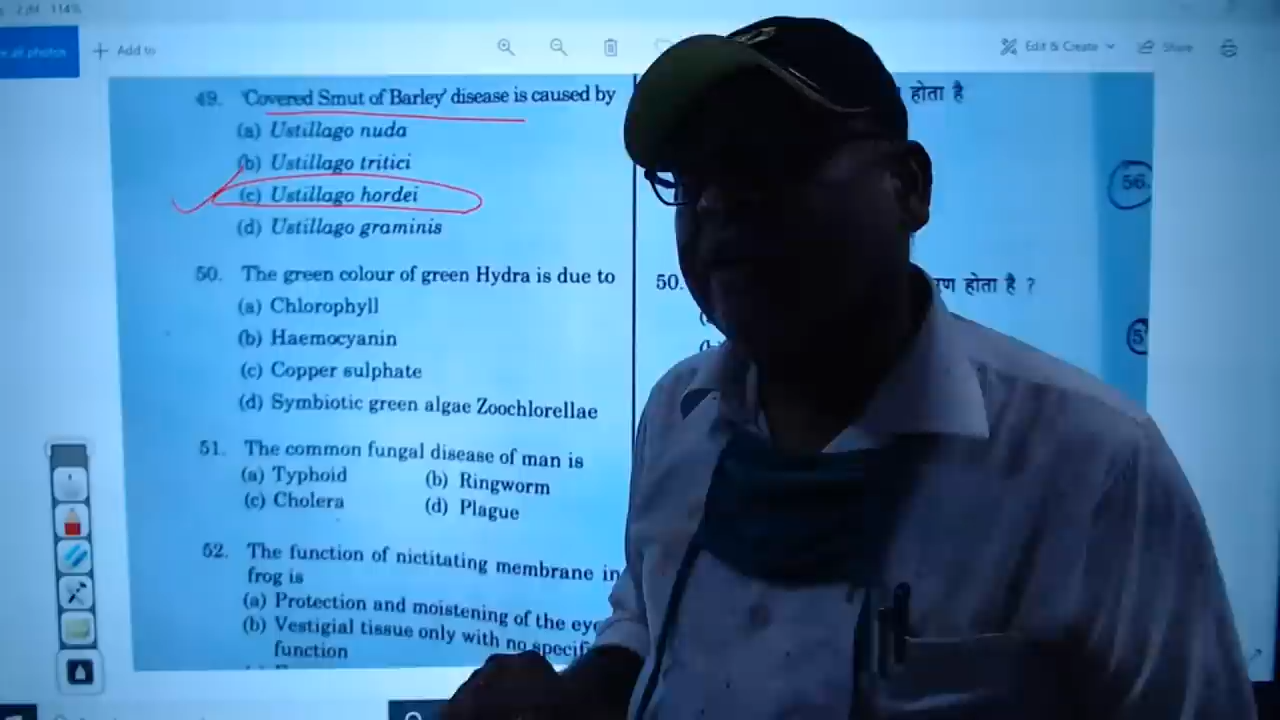 114%
Add to
Edit & Create
Share
49. 'Covered Smut of Barley' disease is caused by
(a) Ustillago nuda
(b) Ustillago tritici
(c) Ustillago hordei
(d) Ustillago graminis
50. The green colour of green Hydra is due to
(a) Chlorophyll
(b) Haemocyanin
(c) Copper sulphate
(d) Symbiotic green algae Zoochlorellae
51. The common fungal disease of man is
(a) Typhoid (b) Ringworm
(c) Cholera (d) Plague
52. The function of nictitating membrane in
frog is
(a) Protection and moistening of the eye
(b) Vestigial tissue only with no
function
होता है
50.
होता है ?
56.